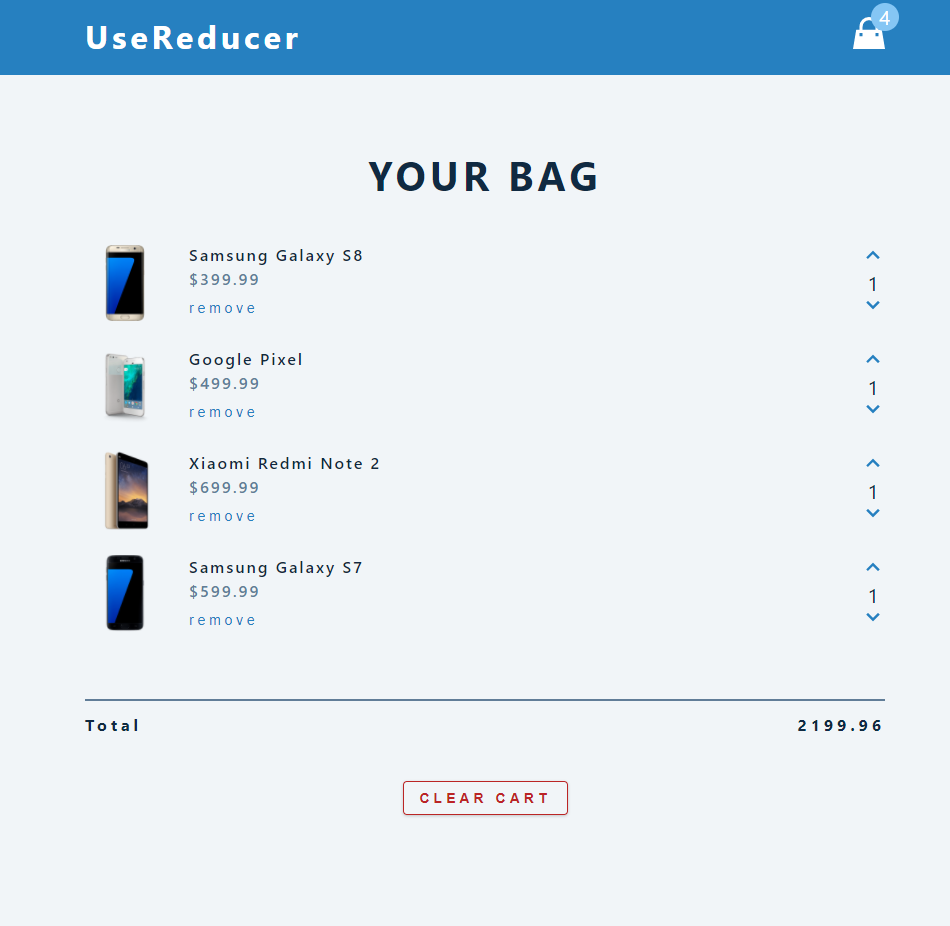 UseReducer
4
YOUR BAG
Samsung Galaxy S8
$399.99
remove
1
Google Pixel
$499.99
remove
1
Xiaomi Redmi Note 2
$699.99
remove
1
Samsung Galaxy S7
$599.99
remove
1
Total 2199.96
CLEAR CART